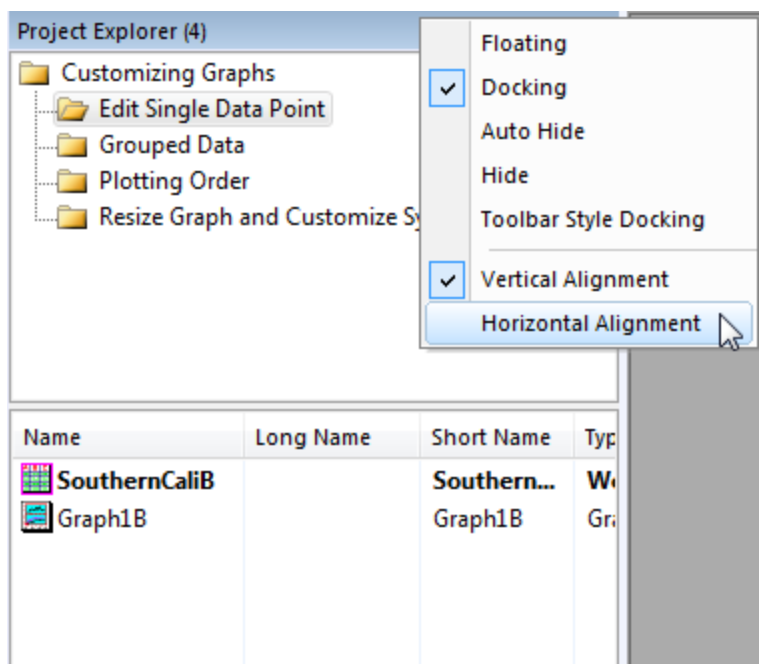 Project Explorer (4)
Customizing Graphs
Edit Single Data Point
Grouped Data
Plotting Order
Resize Graph and Customize Sy
Floating
Docking
Auto Hide
Hide
Toolbar Style Docking
Vertical Alignment
Horizontal Alignment
Name Long Name Short Name Typ
SouthernCaliB Southern... We
Graph1B Graph1B Gra